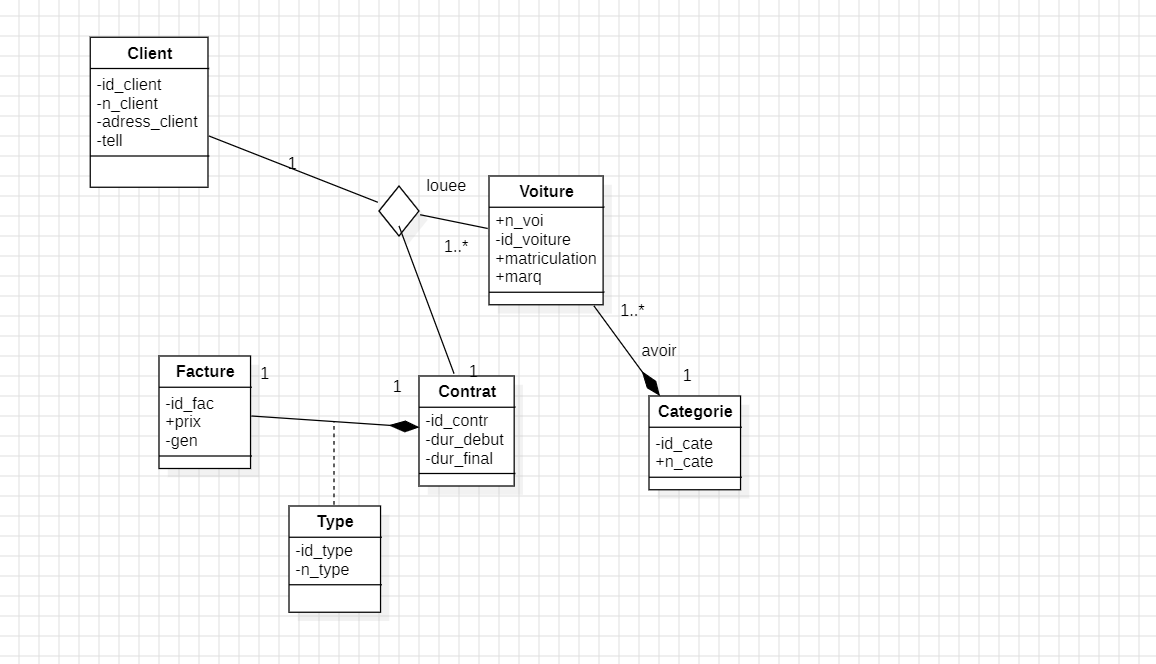 Client
-id_client
-n_client
-adress_client
-tell
1
louee
1..*
Voiture
+n_voi
-id_voiture
+matriculation
+marq
1..*
avoir
1
Categorie
-id_cate
+n_cate
Facture
-id_fac
+prix
-gen
1
1
1
Contrat
-id_contr
-dur_debut
-dur_final
Type
-id_type
-n_type